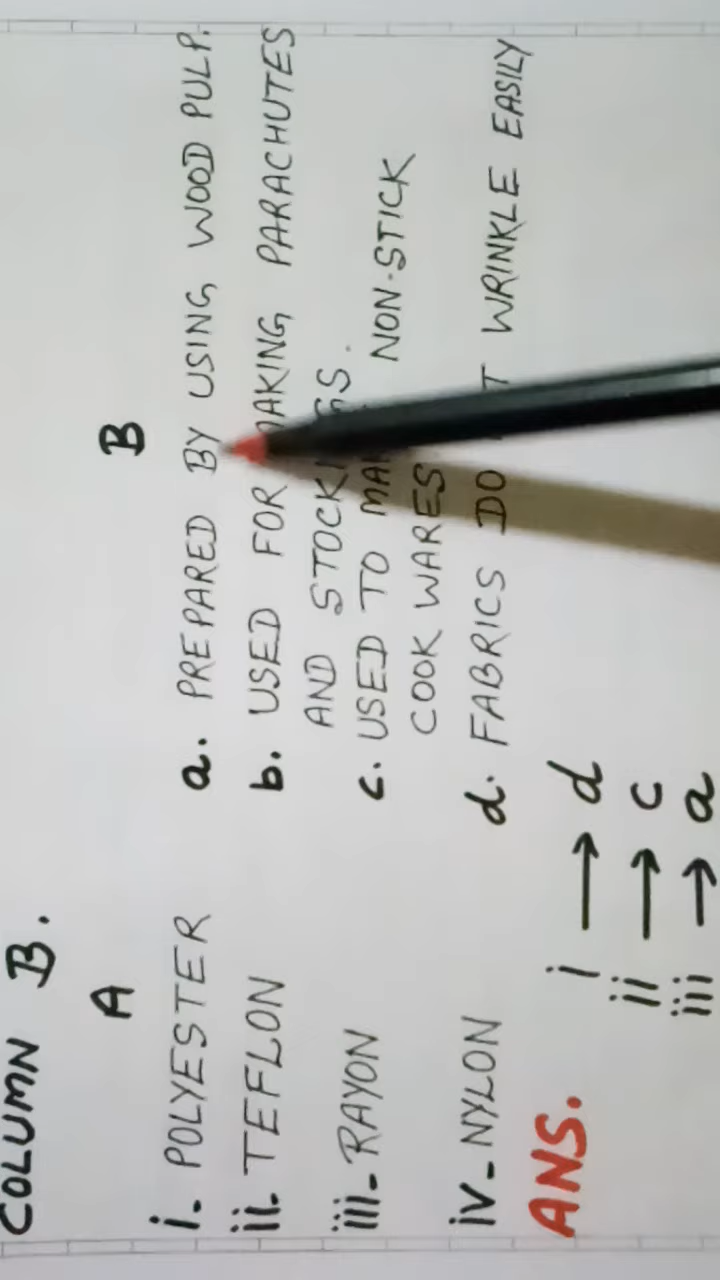 COLUMN B.
A B
i. POLYESTER a. PREPARED BY USING WOOD PULP.
ii. TEFLON b. USED FOR PARACHUTES
AND
iii. RAYON c. USED TO NON-STICK
COOK WARES
iv. NYLON d. FABRICS DO WRINKLE EASILY
ANS. i → d
ii → c
iii → a